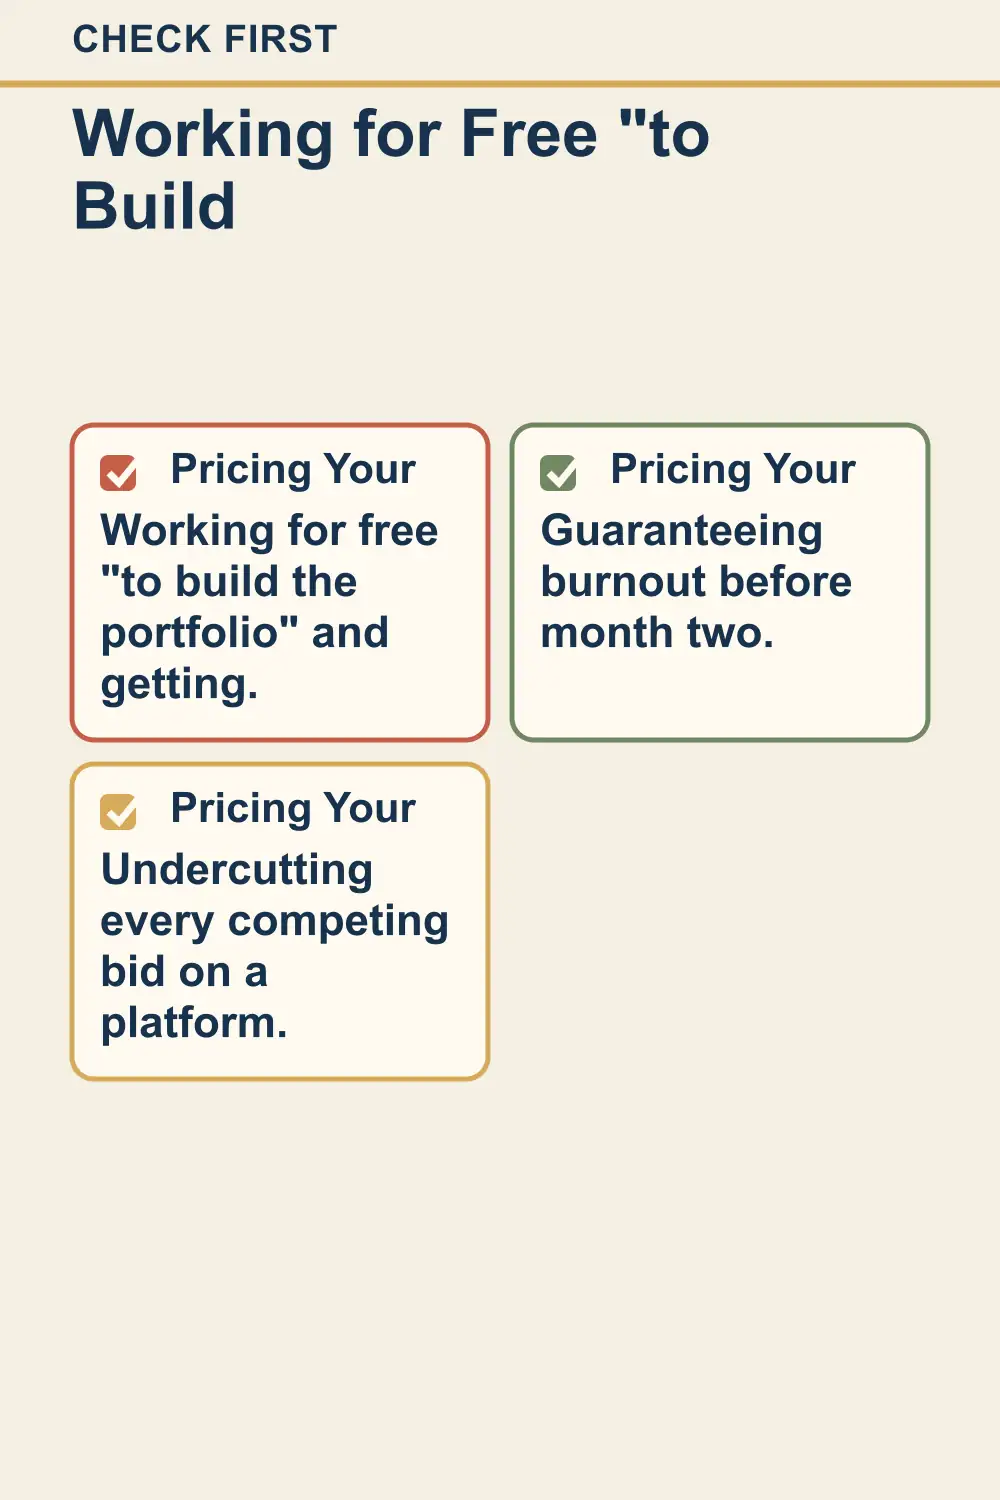 CHECK FIRST
Working for Free "to
Build
Pricing Your
Working for free
"to build the
portfolio" and
getting.
Pricing Your
Guaranteeing
burnout before
month two.
Pricing Your
Undercutting
every competing
bid on a
platform.